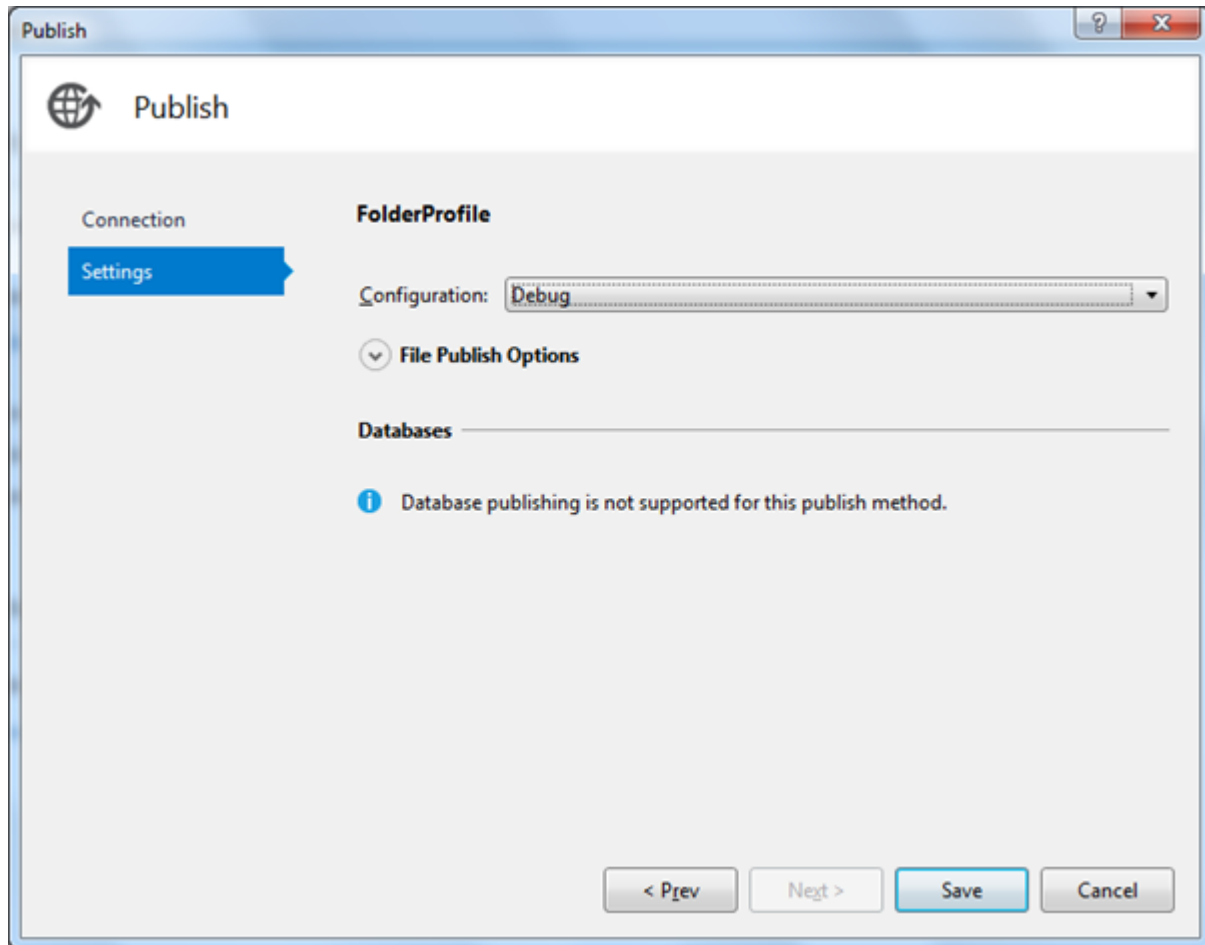 Publish
Publish
Connection
Settings
FolderProfile
Configuration: Debug
File Publish Options
Databases
Database publishing is not supported for this publish method.
< Prev Next > Save Cancel